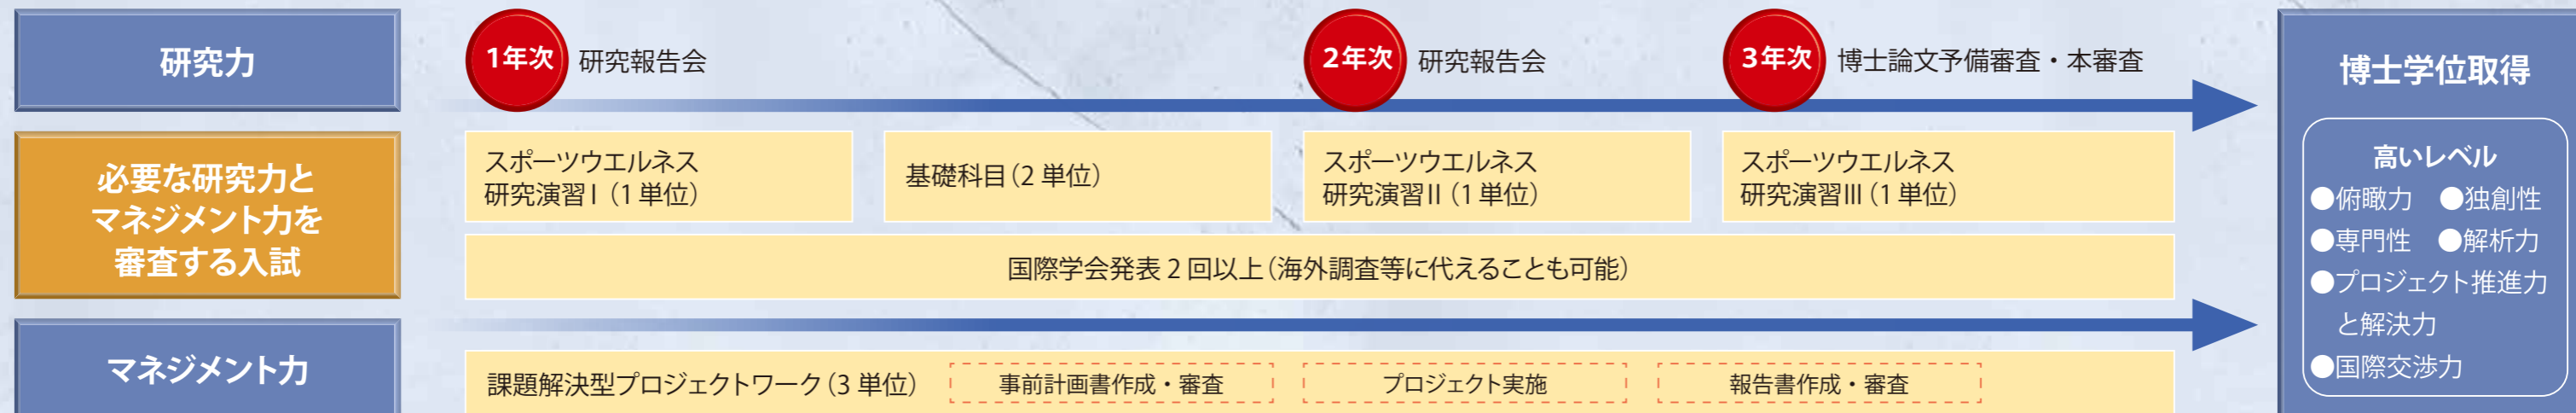 研究力
必要な研究力と
マネジメント力を
審査する入試
マネジメント力
1年次 研究報告会
2年次 研究報告会
3年次 博士論文予備審査・本審査
スポーツウエルネス
研究演習I（1単位）
基礎科目（2単位）
スポーツウエルネス
研究演習II（1単位）
スポーツウエルネス
研究演習III（1単位）
国際学会発表2回以上（海外調査等に代えることも可能）
課題解決型プロジェクトワーク（3単位）
事前計画書作成・審査
プロジェクト実施
報告書作成・審査
博士学位取得
高いレベル
●俯瞰力 ●独創性
●専門性 ●解析力
●プロジェクト推進力
と解決力
●国際交渉力